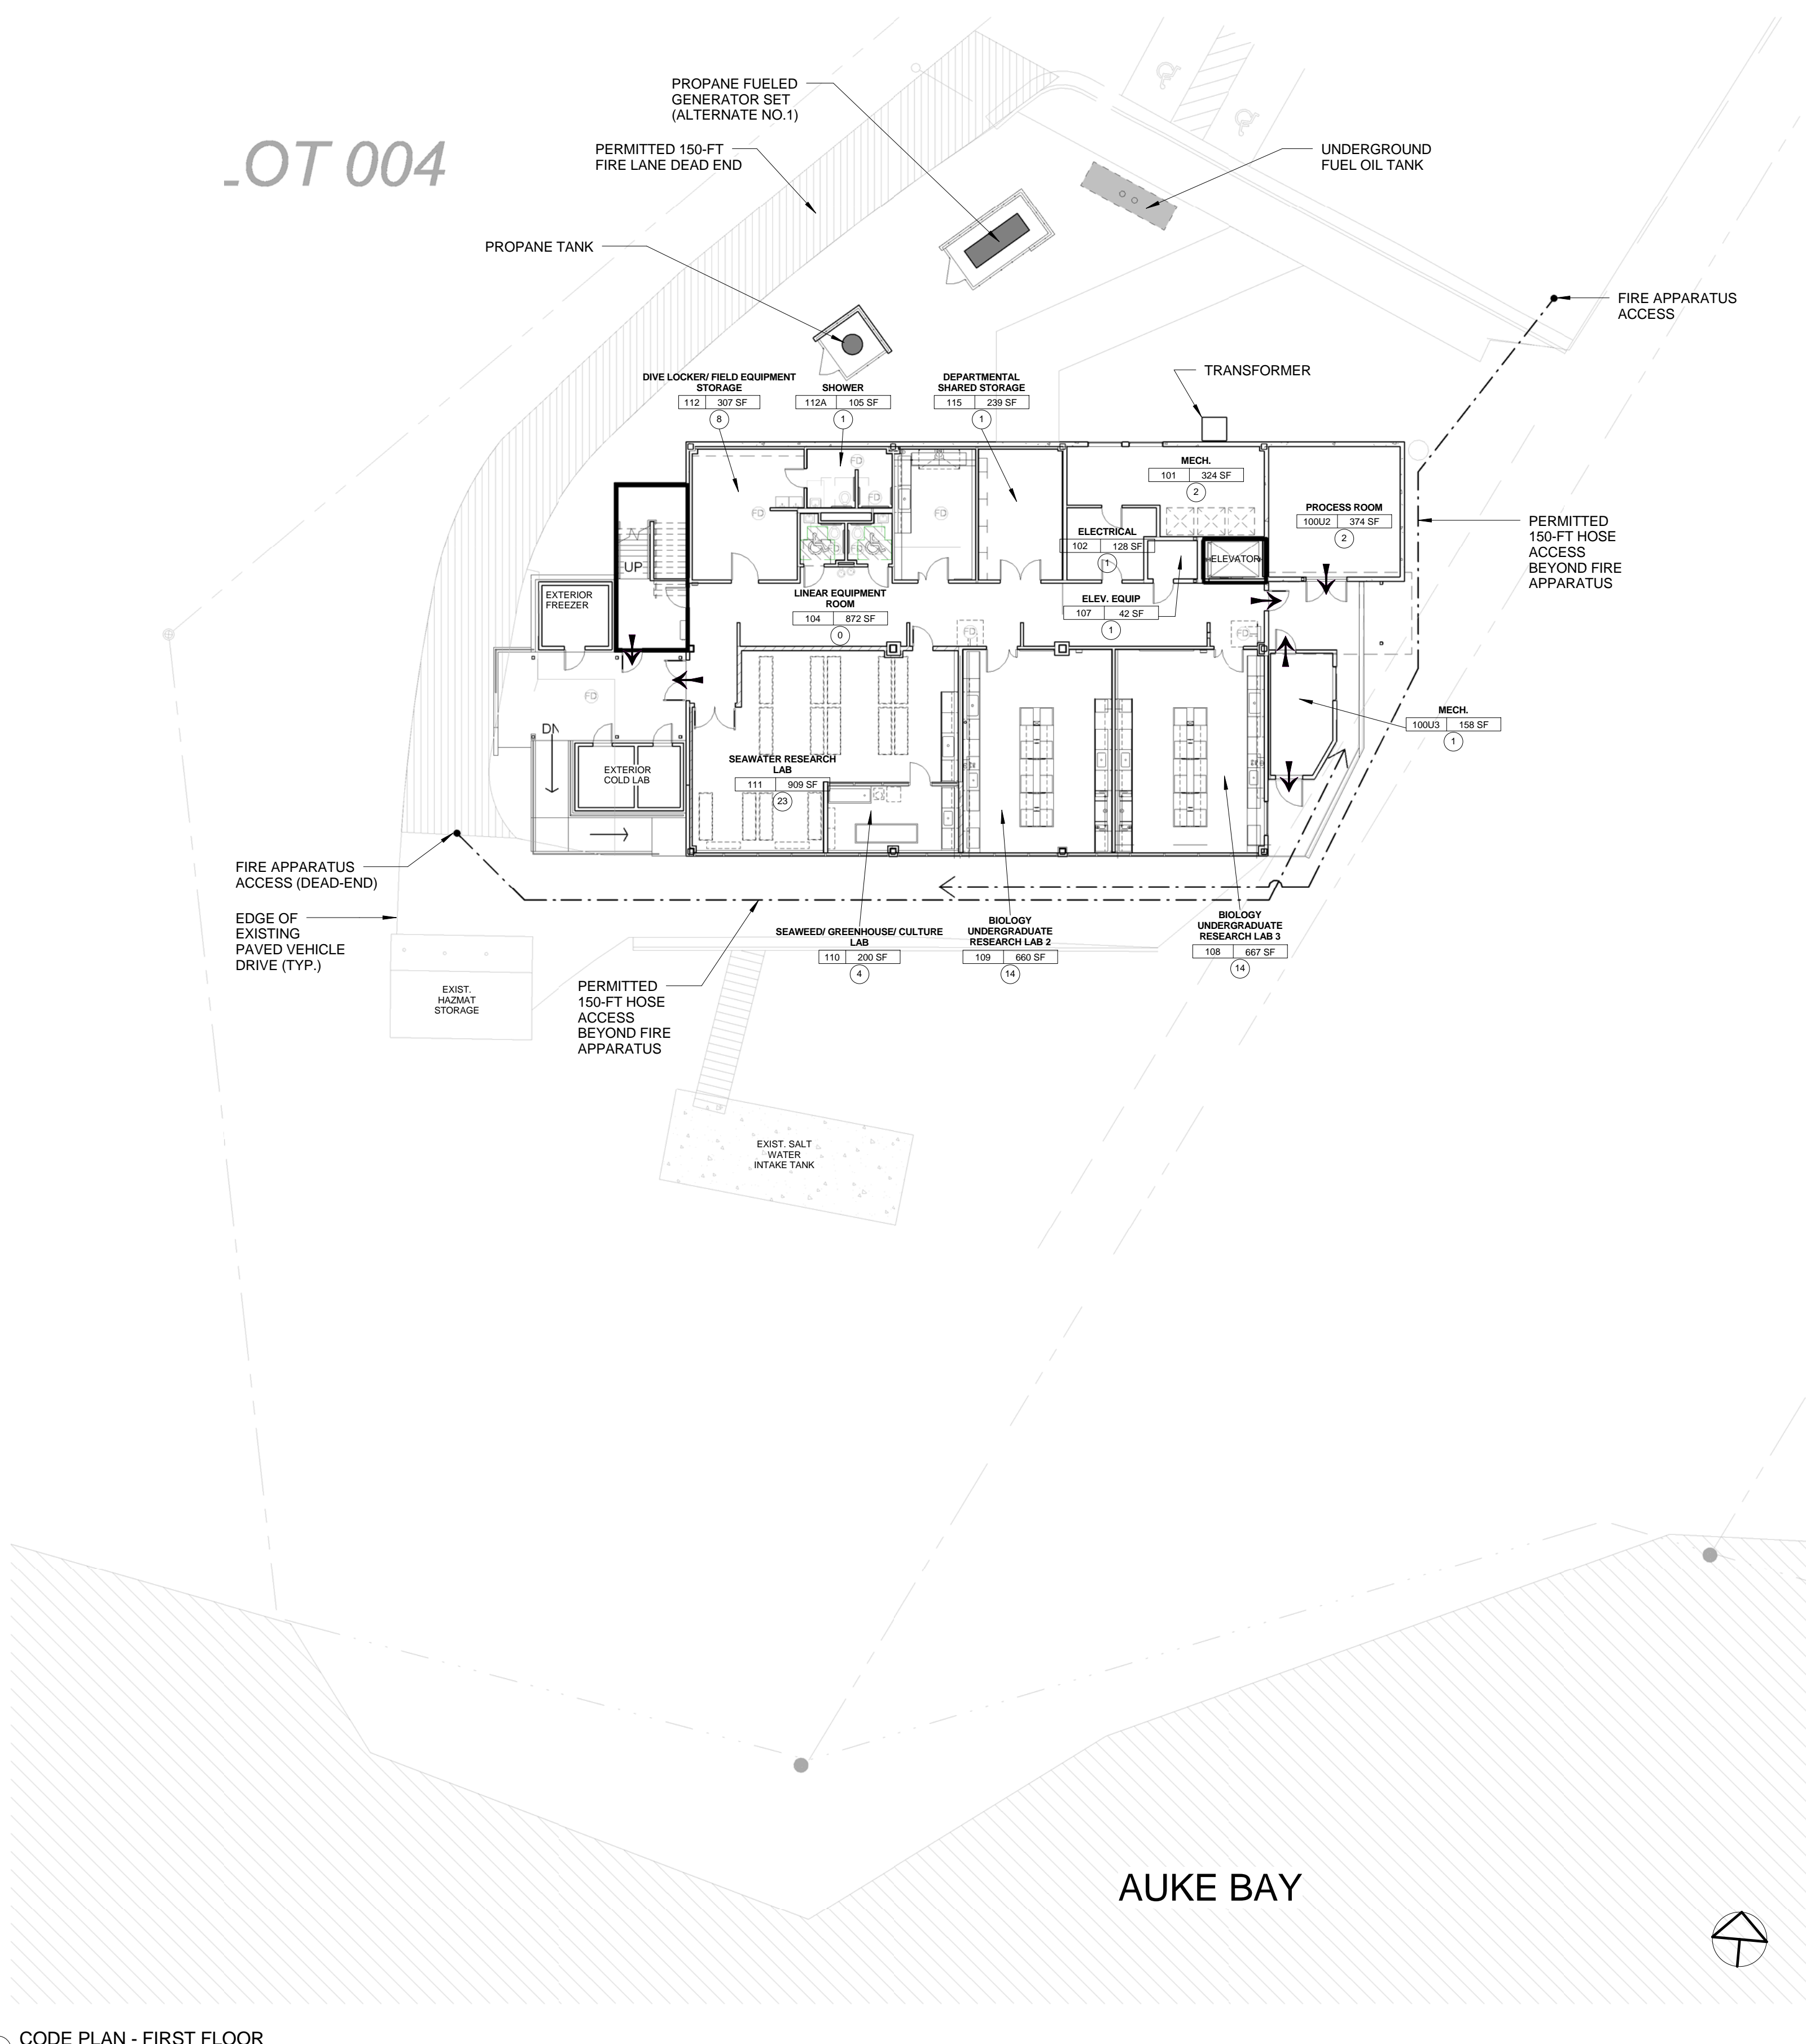 PROPANE FUELED
GENERATOR SET
(ALTERNATE NO.1)
OT 004
PERMITTED 150-FT
FIRE LANE DEAD END
UNDERGROUND
FUEL OIL TANK
PROPANE TANK
FIRE APPARATUS
ACCESS
TRANSFORMER
DIVE LOCKER/ FIELD EQUIPMENT
STORAGE
112 307 SF
8
SHOWER
112A 105 SF
1
DEPARTMENTAL
SHARED STORAGE
115 239 SF
1
MECH.
101 324 SF
2
PROCESS ROOM
100U2 374 SF
2
PERMITTED
150-FT HOSE
ACCESS
BEYOND FIRE
APPARATUS
FD
FD
FD
FD
FD
ELECTRICAL
102 128 SF
1
ELEVATOR
UP
EXTERIOR
FREEZER
LINEAR EQUIPMENT
ROOM
104 872 SF
0
ELEV. EQUIP
107 42 SF
1
FD
FD
FD
DN
MECH.
100U3 158 SF
1
EXTERIOR
COLD LAB
SEAWATER RESEARCH
LAB
111 909 SF
23
FIRE APPARATUS
ACCESS (DEAD-END)
EDGE OF
EXISTING
PAVED VEHICLE
DRIVE (TYP.)
SEAWEED/ GREENHOUSE/ CULTURE
LAB
110 200 SF
4
BIOLOGY
UNDERGRADUATE
RESEARCH LAB 2
109 660 SF
14
BIOLOGY
UNDERGRADUATE
RESEARCH LAB 3
108 667 SF
14
EXIST.
HAZMAT
STORAGE
PERMITTED
150-FT HOSE
ACCESS
BEYOND FIRE
APPARATUS
EXIST. SALT
WATER
INTAKE TANK
AUKE BAY
CODE PLAN - FIRST FLOOR